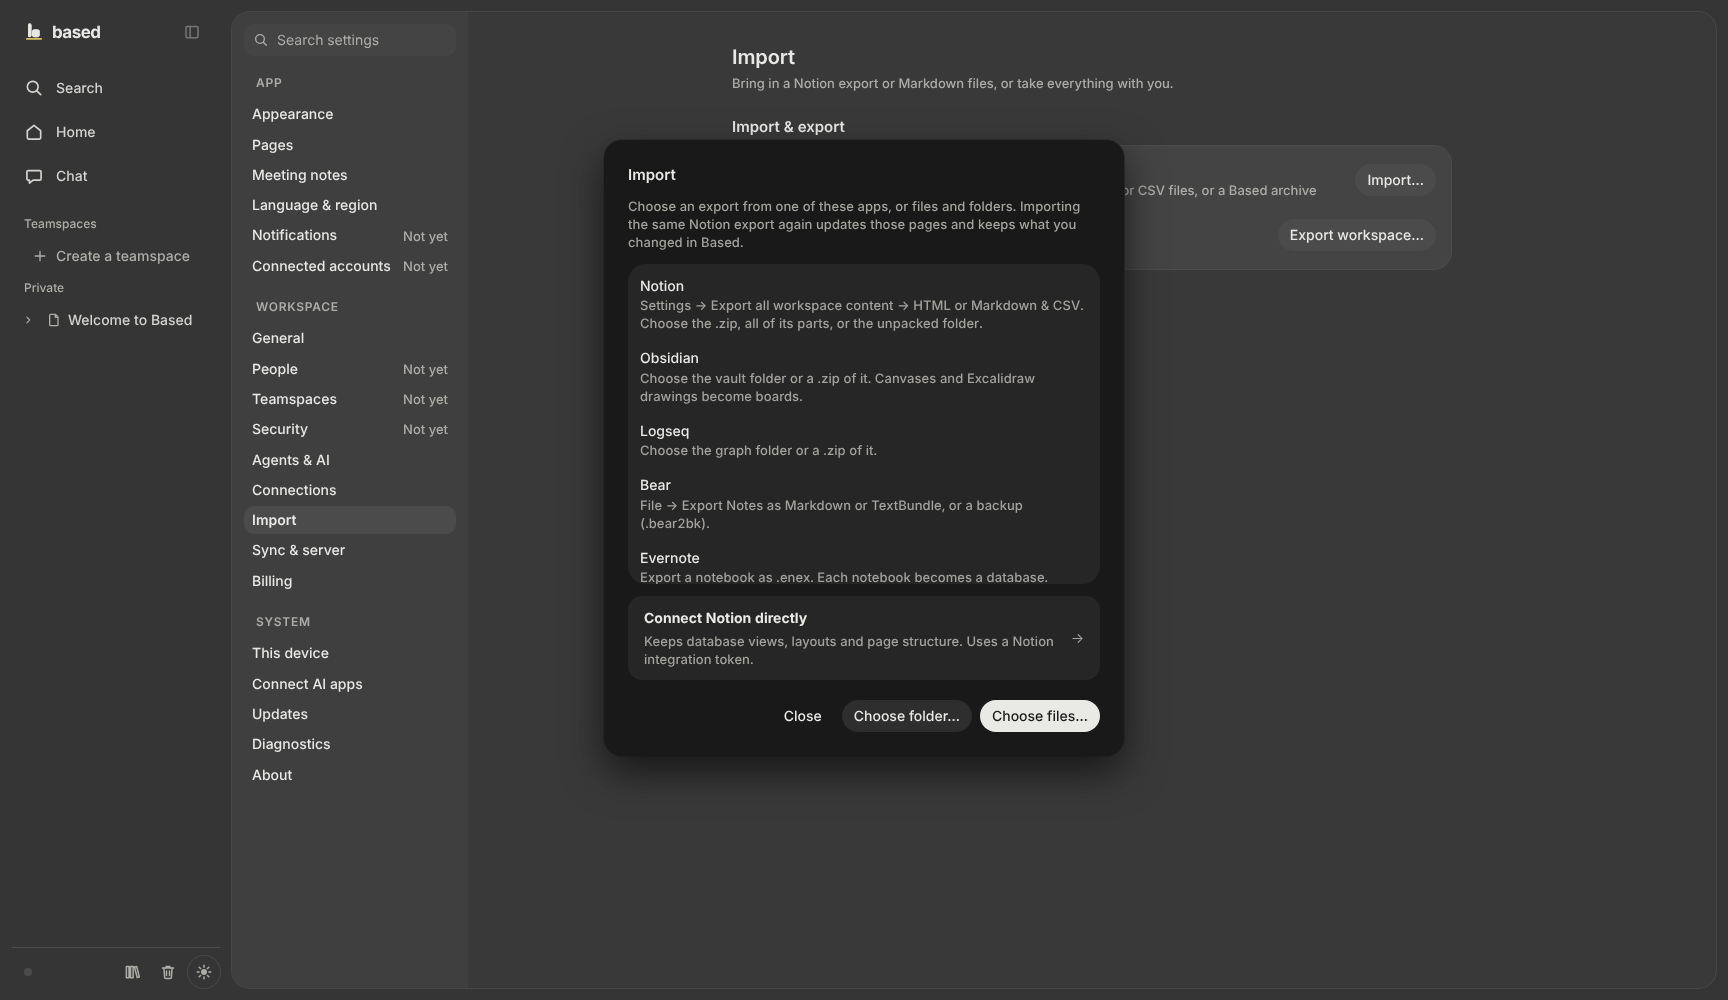 based
Search
Home
Chat
Teamspaces
Create a teamspace
Private
Welcome to Based
Search settings
APP
Appearance
Pages
Meeting notes
Language & region
Notifications Not yet
Connected accounts Not yet
WORKSPACE
General
People Not yet
Teamspaces Not yet
Security Not yet
Agents & AI
Connections
Import
Sync & server
Billing
SYSTEM
This device
Connect AI apps
Updates
Diagnostics
About
Import
Bring in a Notion export or Markdown files, or take everything with you.
Import & export
or CSV files, or a Based archive
Import...
Export workspace...
Import
Choose an export from one of these apps, or files and folders. Importing
the same Notion export again updates those pages and keeps what you
changed in Based.
Notion
Settings → Export all workspace content → HTML or Markdown & CSV.
Choose the .zip, all of its parts, or the unpacked folder.
Obsidian
Choose the vault folder or a .zip of it. Canvases and Excalidraw
drawings become boards.
Logseq
Choose the graph folder or a .zip of it.
Bear
File → Export Notes as Markdown or TextBundle, or a backup
(.bear2bk).
Evernote
Export a notebook as .enex. Each notebook becomes a database.
Connect Notion directly
Keeps database views, layouts and page structure. Uses a Notion
integration token.
Close
Choose folder...
Choose files...